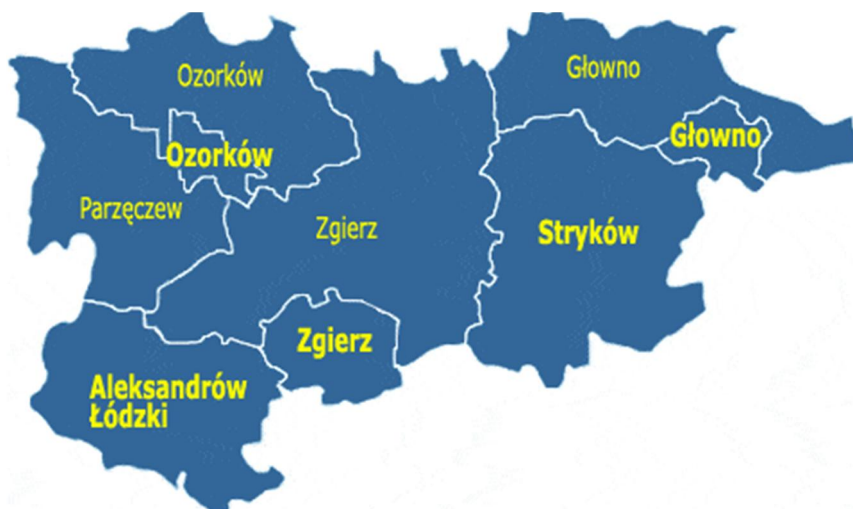 Ozorków
Głowno
Głowno
Ozorków
Parzęczew
Zgierz
Stryków
Zgierz
Aleksandrów
Łódzki